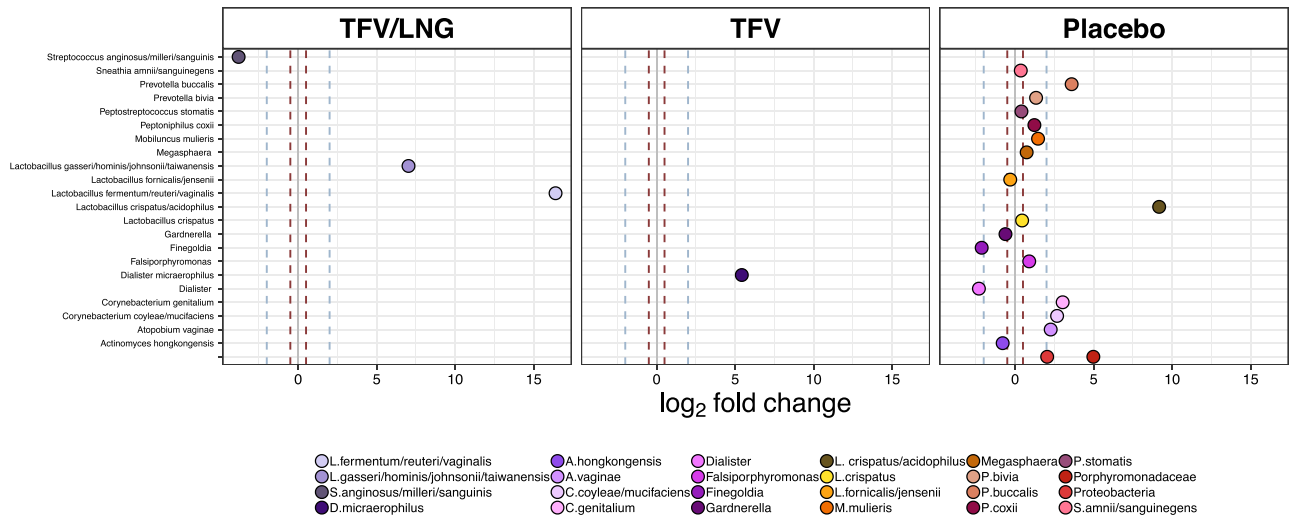 TFV/LNG TFV Placebo
Streptococcus anginosus/milleri/sanguinis
Sneathia amnii/sanguinegens
Prevotella buccalis
Prevotella bivia
Peptostreptococcus stomatis
Peptoniphilus coxii
Mobiluncus mulieris
Megasphaera
Lactobacillus gasseri/hominis/johnsonii/taiwanensis
Lactobacillus fornicalis/jensenii
Lactobacillus fermentum/reuteri/vaginalis
Lactobacillus crispatus/acidophilus
Lactobacillus crispatus
Gardnerella
Finegoldia
Falsiporphyromonas
Dialister micraerophilus
Dialister
Corynebacterium genitalium
Corynebacterium coyleae/mucifaciens
Atopobium vaginae
Actinomyces hongkongensis
0 5 10 15 0 5 10 15 0 5 10 15
log2 fold change
L.fermentum/reuteri/vaginalis A.hongkongensis Dialister L. crispatus/acidophilus Megasphaera P.stomatis
L.gasseri/hominis/johnsonii/taiwanensis A.vaginae Falsiporphyromonas L.crispatus P.bivia Porphyromonadaceae
S.anginosus/milleri/sanguinis C.coyleae/mucifaciens Finegoldia L.fornicalis/jensenii P.buccalis Proteobacteria
D.micraerophilus C.genitalium Gardnerella M.mulieris P.coxii S.amnii/sanguinegens